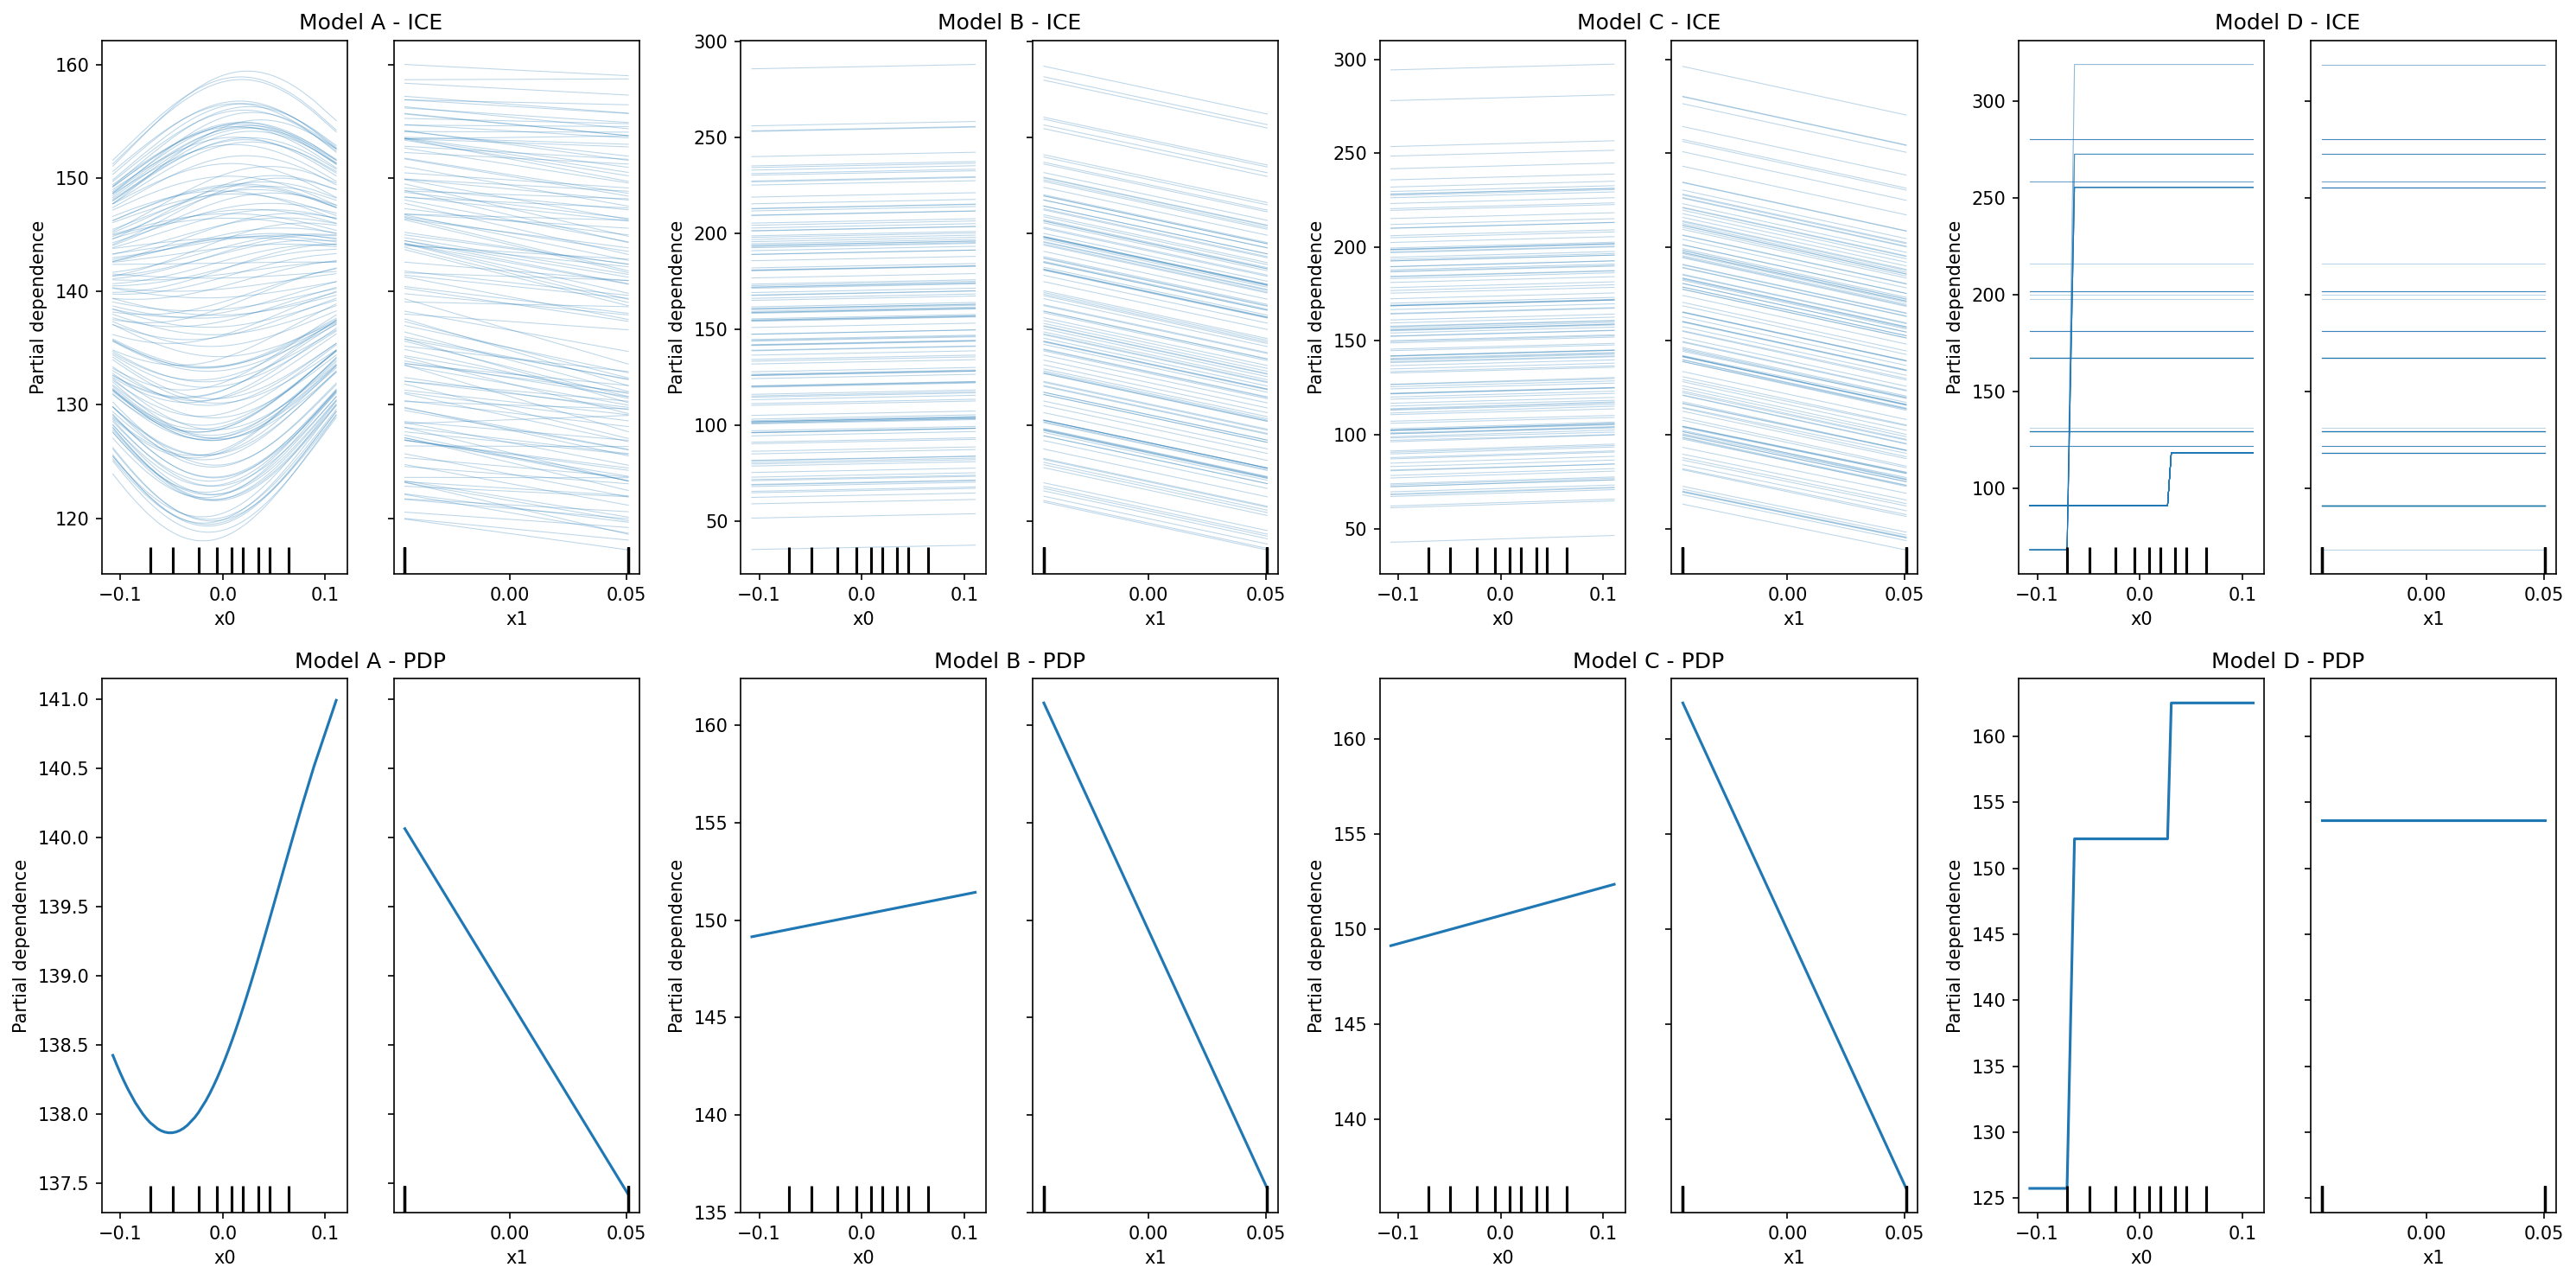 Model A - ICE
Model B - ICE
Model C - ICE
Model D - ICE
Partial dependence
160
150
140
130
120
−0.1 0.0 0.1
x0
0.00 0.05
x1
Partial dependence
300
250
200
150
100
50
−0.1 0.0 0.1
x0
0.00 0.05
x1
Partial dependence
300
250
200
150
100
50
−0.1 0.0 0.1
x0
0.00 0.05
x1
Partial dependence
300
250
200
150
100
−0.1 0.0 0.1
x0
0.00 0.05
x1
Model A - PDP
Model B - PDP
Model C - PDP
Model D - PDP
Partial dependence
141.0
140.5
140.0
139.5
139.0
138.5
138.0
137.5
−0.1 0.0 0.1
x0
0.00 0.05
x1
Partial dependence
160
155
150
145
140
135
−0.1 0.0 0.1
x0
0.00 0.05
x1
Partial dependence
160
155
150
145
140
−0.1 0.0 0.1
x0
0.00 0.05
x1
Partial dependence
160
155
150
145
140
135
130
125
−0.1 0.0 0.1
x0
0.00 0.05
x1